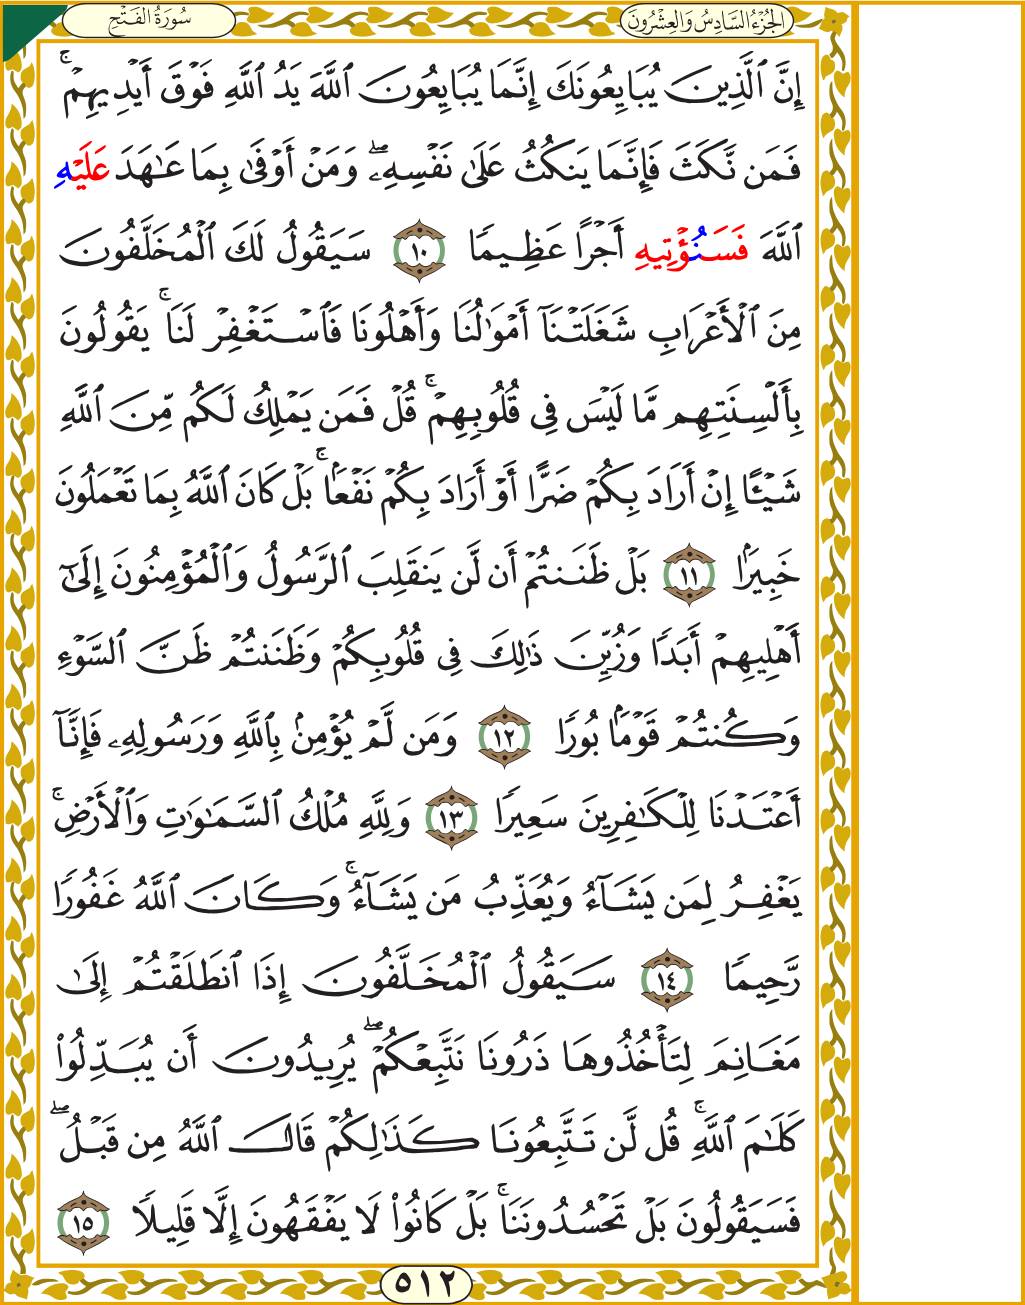 سُورَةُ الفَتْحِ
الجُزْءُ السَّادِسُ وَالعِشْرُونَ
إِنَّ ٱلَّذِينَ يُبَايِعُونَكَ إِنَّمَا يُبَايِعُونَ ٱللَّهَ يَدُ ٱللَّهِ فَوْقَ أَيْدِيهِمْۚ
فَمَن نَّكَثَ فَإِنَّمَا يَنكُثُ عَلَىٰ نَفْسِهِۦۖ وَمَنْ أَوْفَىٰ بِمَا عَـٰهَدَ عَلَيْهِ
ٱللَّهَ فَسَنُؤْتِيهِ أَجْرًا عَظِيمًا ١٠ سَيَقُولُ لَكَ ٱلْمُخَلَّفُونَ
مِنَ ٱلْأَعْرَابِ شَغَلَتْنَآ أَمْوَٰلُنَا وَأَهْلُونَا فَٱسْتَغْفِرْ لَنَاۚ يَقُولُونَ
بِأَلْسِنَتِهِم مَّا لَيْسَ فِى قُلُوبِهِمْۚ قُلْ فَمَن يَمْلِكُ لَكُم مِّنَ ٱللَّهِ
شَيْـًٔا إِنْ أَرَادَ بِكُمْ ضَرًّا أَوْ أَرَادَ بِكُمْ نَفْعَۢاۚ بَلْ كَانَ ٱللَّهُ بِمَا تَعْمَلُونَ
خَبِيرَۢا ١١ بَلْ ظَنَنتُمْ أَن لَّن يَنقَلِبَ ٱلرَّسُولُ وَٱلْمُؤْمِنُونَ إِلَىٰٓ
أَهْلِيهِمْ أَبَدًا وَزُيِّنَ ذَٰلِكَ فِى قُلُوبِكُمْ وَظَنَنتُمْ ظَنَّ ٱلسَّوْءِ
وَكُنتُمْ قَوْمَۢا بُورًا ١٢ وَمَن لَّمْ يُؤْمِنۢ بِٱللَّهِ وَرَسُولِهِۦ فَإِنَّآ
أَعْتَدْنَا لِلْكَـٰفِرِينَ سَعِيرًا ١٣ وَلِلَّهِ مُلْكُ ٱلسَّمَـٰوَٰتِ وَٱلْأَرْضِۚ
يَغْفِرُ لِمَن يَشَآءُ وَيُعَذِّبُ مَن يَشَآءُۚ وَكَانَ ٱللَّهُ غَفُورًا
رَّحِيمًا ١٤ سَيَقُولُ ٱلْمُخَلَّفُونَ إِذَا ٱنطَلَقْتُمْ إِلَىٰ
مَغَانِمَ لِتَأْخُذُوهَا ذَرُونَا نَتَّبِعْكُمْۖ يُرِيدُونَ أَن يُبَدِّلُوا۟
كَلَـٰمَ ٱللَّهِۚ قُل لَّن تَتَّبِعُونَا كَذَٰلِكُمْ قَالَ ٱللَّهُ مِن قَبْلُۖ
فَسَيَقُولُونَ بَلْ تَحْسُدُونَنَاۚ بَلْ كَانُوا۟ لَا يَفْقَهُونَ إِلَّا قَلِيلًا ١٥
٥١٢